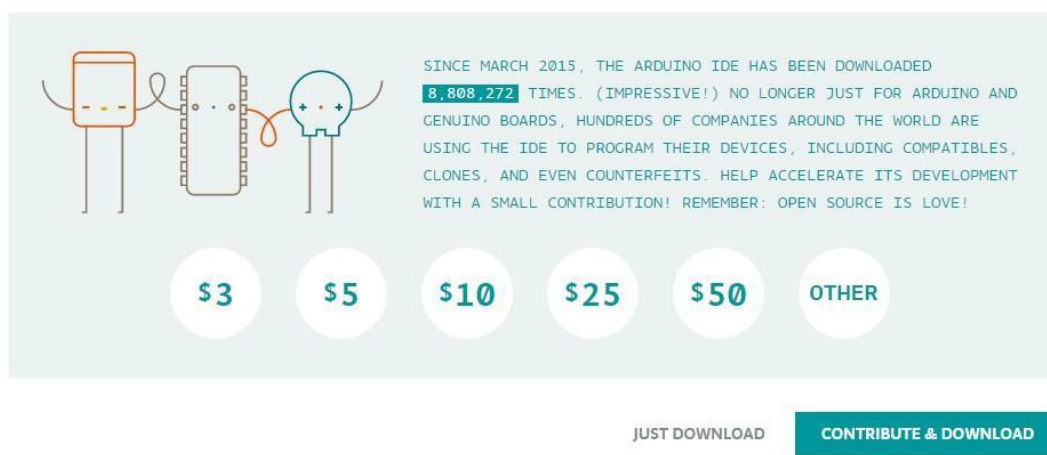 SINCE MARCH 2015, THE ARDUINO IDE HAS BEEN DOWNLOADED
8,808,272 TIMES. (IMPRESSIVE!) NO LONGER JUST FOR ARDUINO AND
GENUINO BOARDS, HUNDREDS OF COMPANIES AROUND THE WORLD ARE
USING THE IDE TO PROGRAM THEIR DEVICES, INCLUDING COMPATIBLES,
CLONES, AND EVEN COUNTERFEITS. HELP ACCELERATE ITS DEVELOPMENT
WITH A SMALL CONTRIBUTION! REMEMBER: OPEN SOURCE IS LOVE!
$3 $5 $10 $25 $50 OTHER
JUST DOWNLOAD CONTRIBUTE & DOWNLOAD